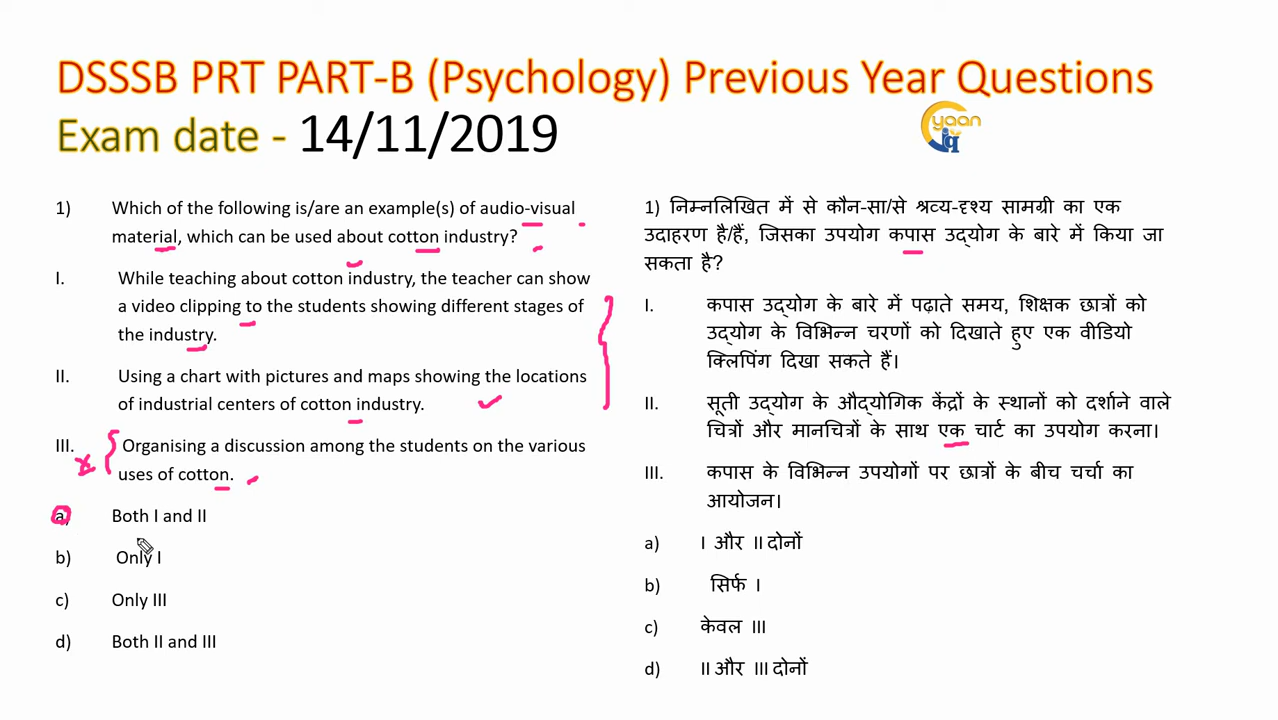 DSSSB PRT PART-B (Psychology) Previous Year Questions
Exam date - 14/11/2019
yaan
iq
1) Which of the following is/are an example(s) of audio-visual
material, which can be used about cotton industry?
I. While teaching about cotton industry, the teacher can show
a video clipping to the students showing different stages of
the industry.
II. Using a chart with pictures and maps showing the locations
of industrial centers of cotton industry.
III. Organising a discussion among the students on the various
uses of cotton.
a) Both I and II
b) Only I
c) Only III
d) Both II and III
1) निम्नलिखित में से कौन-सा/से श्रव्य-दृश्य सामग्री का एक
उदाहरण है/हैं, जिसका उपयोग कपास उद्योग के बारे में किया जा
सकता है?
I. कपास उद्योग के बारे में पढ़ाते समय, शिक्षक छात्रों को
उद्योग के विभिन्न चरणों को दिखाते हुए एक वीडियो
क्लिपिंग दिखा सकते हैं।
II. सूती उद्योग के औद्योगिक केंद्रों के स्थानों को दर्शाने वाले
चित्रों और मानचित्रों के साथ एक चार्ट का उपयोग करना।
III. कपास के विभिन्न उपयोगों पर छात्रों के बीच चर्चा का
आयोजन।
a) I और II दोनों
b) सिर्फ I
c) केवल III
d) II और III दोनों